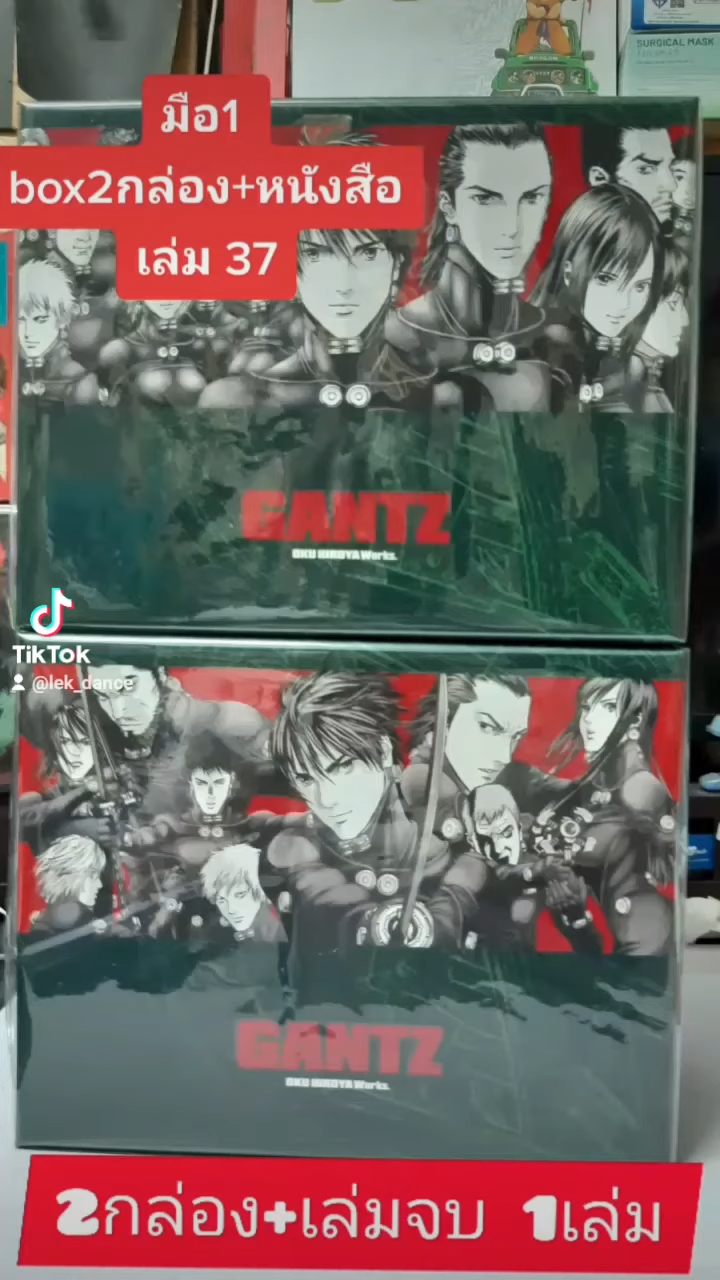 SURGICAL MASK
มือ1
box2กล่อง+หนังสือ
เล่ม 37
GANTZ
OKU HIROYA Works.
TikTok
@lek_dance
GANTZ
OKU HIROYA Works.
2กล่อง+เล่มจบ 1เล่ม